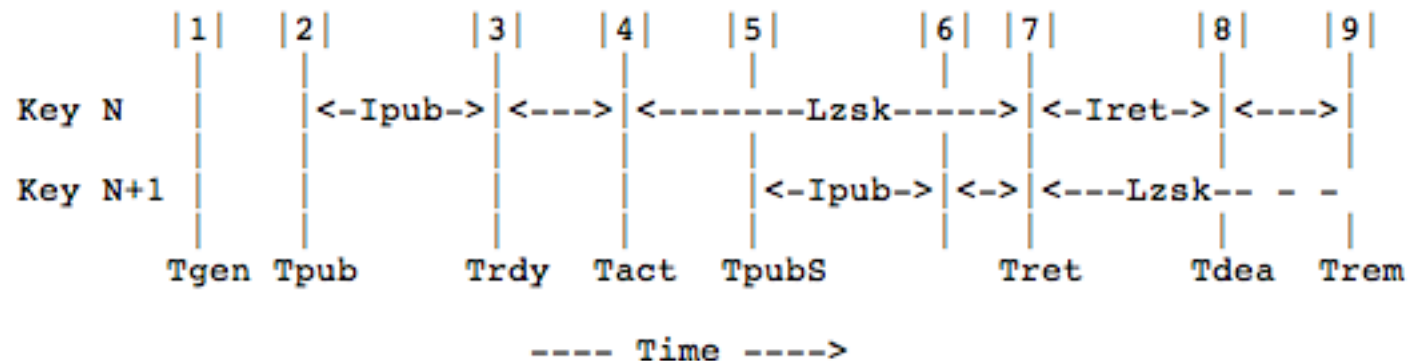 |1| |2| |3| |4| |5| |6| |7| |8| |9|
| | | | | | | | |
Key N | |<-Ipub->|<--->|<-------Lzsk----->|<-Iret->|<--->|
| | | | | | | | |
Key N+1 | | | | |<-Ipub->|<->|<---Lzsk-- - -
| | | | | | | | |
Tgen Tpub Trdy Tact TpubS Tret Tdea Trem
---- Time ---->